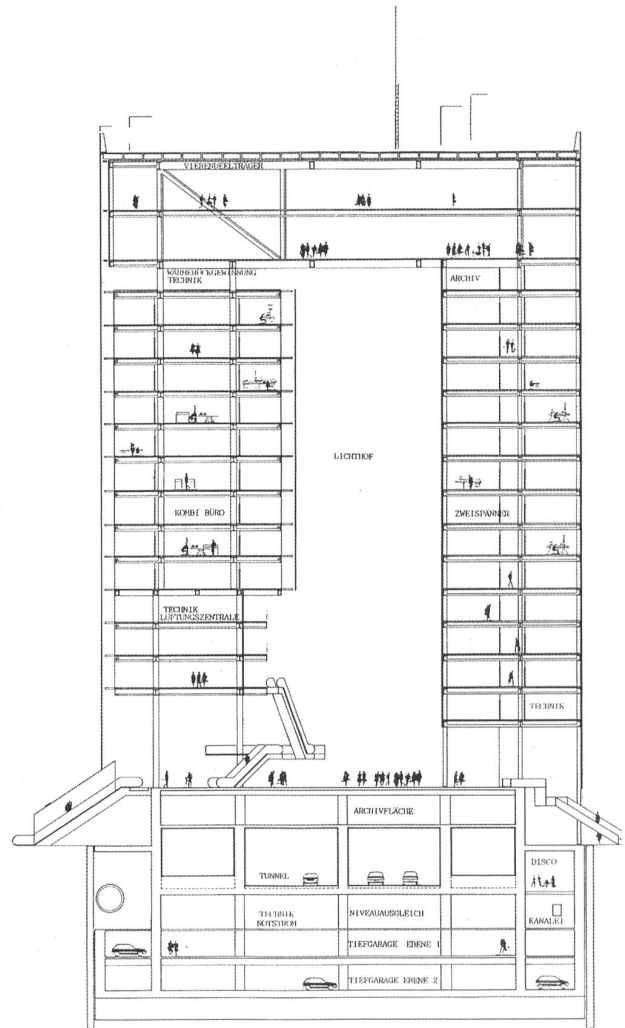 VIERENDEELTRÄGER
WÄRMERÜCKGEWINNUNG
TECHNIK
ARCHIV
LICHTHOF
KOMBI BÜRO
ZWEISPÄNNER
TECHNIK
LÜFTUNGSZENTRALE
TECHNIK
ARCHIVFLÄCHE
DISCO
TUNNEL
TECHNIK
NOTSTROM
NIVEAUAUSGLEICH
KANALEI
TIEFGARAGE EBENE 1
TIEFGARAGE EBENE 2